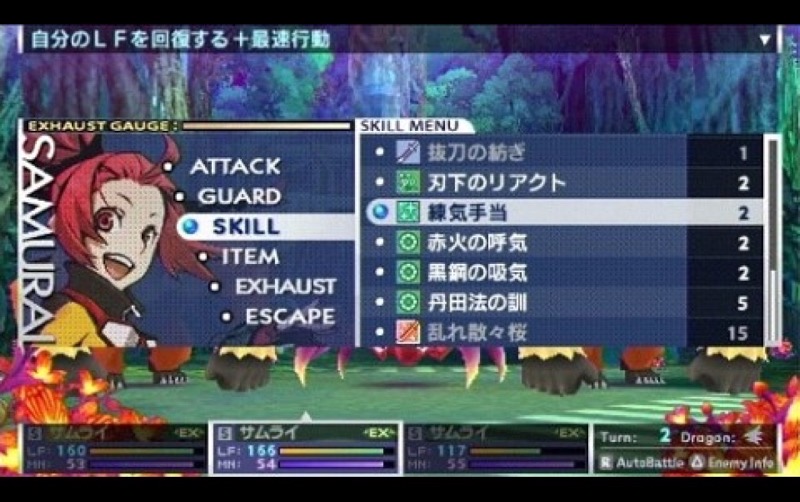 自分のLFを回復する+最速行動
EXHAUST GAUGE:
SAMURAI
ATTACK
GUARD
SKILL
ITEM
EXHAUST
ESCAPE
SKILL MENU
抜刀の紡ぎ 1
刃下のリアクト 2
練気手当 2
赤火の呼気 2
黒鋼の吸気 2
丹田法の訓 5
乱れ散々桜 15
S サムライ EX
LF: 160
MN: 53
S サムライ EX
LF: 166
MN: 54
S サムライ EX
LF: 117
MN: 55
Turn: 2 Dragon:
R AutoBattle Enemy Info